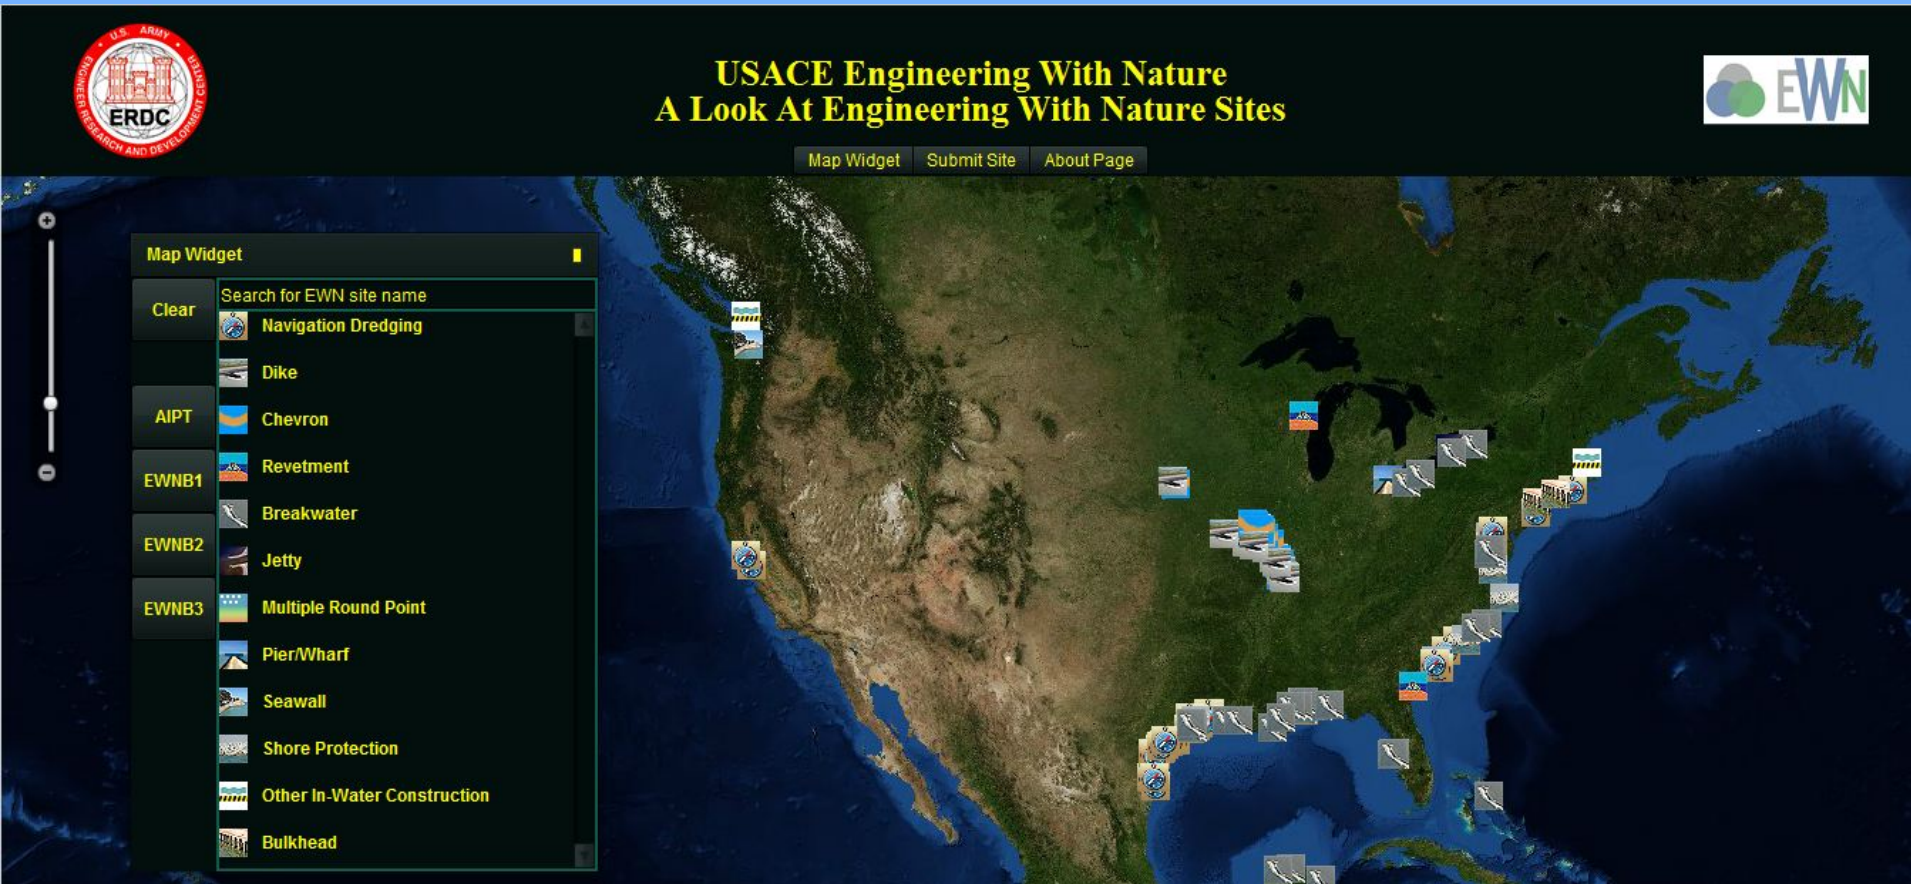 U.S. ARMY
ENGINEER RESEARCH AND DEVELOPMENT CENTER
ERDC
USACE Engineering With Nature
A Look At Engineering With Nature Sites
EWN
Map Widget
Submit Site
About Page
Map Widget
Clear
AIPT
EWNB1
EWNB2
EWNB3
Search for EWN site name
Navigation Dredging
Dike
Chevron
Revetment
Breakwater
Jetty
Multiple Round Point
Pier/Wharf
Seawall
Shore Protection
Other In-Water Construction
Bulkhead